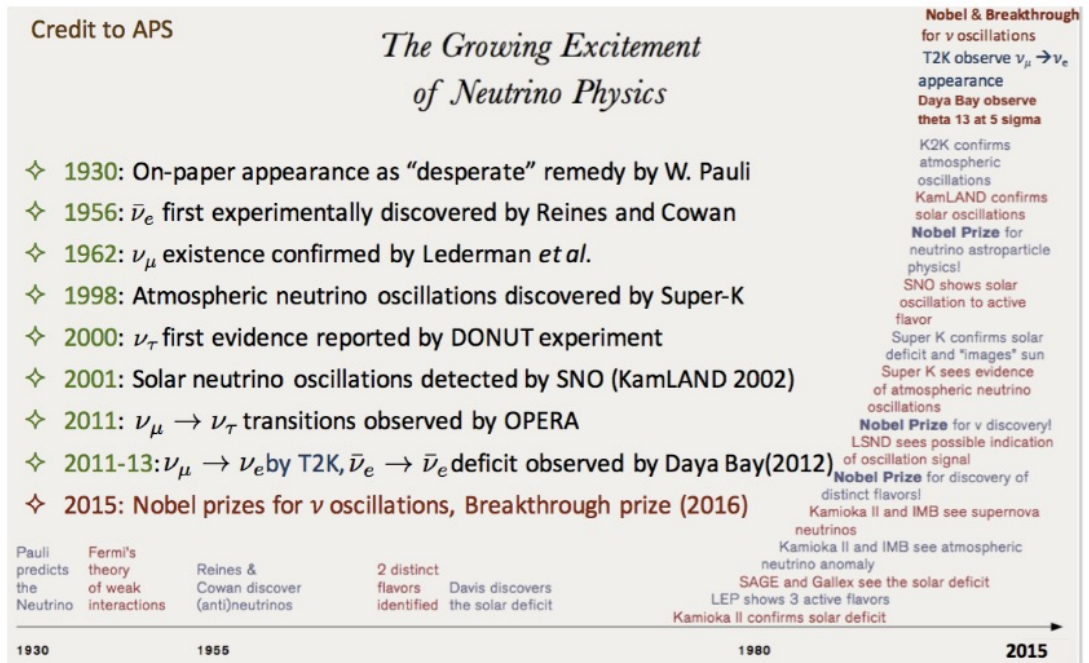 Credit to APS
The Growing Excitement
of Neutrino Physics
✧ 1930: On-paper appearance as “desperate” remedy by W. Pauli
✧ 1956: ν̄e first experimentally discovered by Reines and Cowan
✧ 1962: νμ existence confirmed by Lederman et al.
✧ 1998: Atmospheric neutrino oscillations discovered by Super-K
✧ 2000: ντ first evidence reported by DONUT experiment
✧ 2001: Solar neutrino oscillations detected by SNO (KamLAND 2002)
✧ 2011: νμ → ντ transitions observed by OPERA
✧ 2011-13: νμ → νe by T2K, ν̄e → ν̄e deficit observed by Daya Bay(2012)
✧ 2015: Nobel prizes for ν oscillations, Breakthrough prize (2016)
Nobel & Breakthrough
for ν oscillations
T2K observe νμ → νe
appearance
Daya Bay observe
theta 13 at 5 sigma
K2K confirms
atmospheric
oscillations
KamLAND confirms
solar oscillations
Nobel Prize for
neutrino astroparticle
physics!
SNO shows solar
oscillation to active
flavor
Super K confirms solar
deficit and "images" sun
Super K sees evidence
of atmospheric neutrino
oscillations
Nobel Prize for ν discovery!
LSND sees possible indication
of oscillation signal
Nobel Prize for discovery of
distinct flavors!
Kamioka II and IMB see supernova
neutrinos
Kamioka II and IMB see atmospheric
neutrino anomaly
SAGE and Gallex see the solar deficit
LEP shows 3 active flavors
Kamioka II confirms solar deficit
Pauli
predicts
the
Neutrino
Fermi's
theory
of weak
interactions
Reines &
Cowan discover
(anti)neutrinos
2 distinct
flavors
identified
Davis discovers
the solar deficit
1930
1955
1980
2015